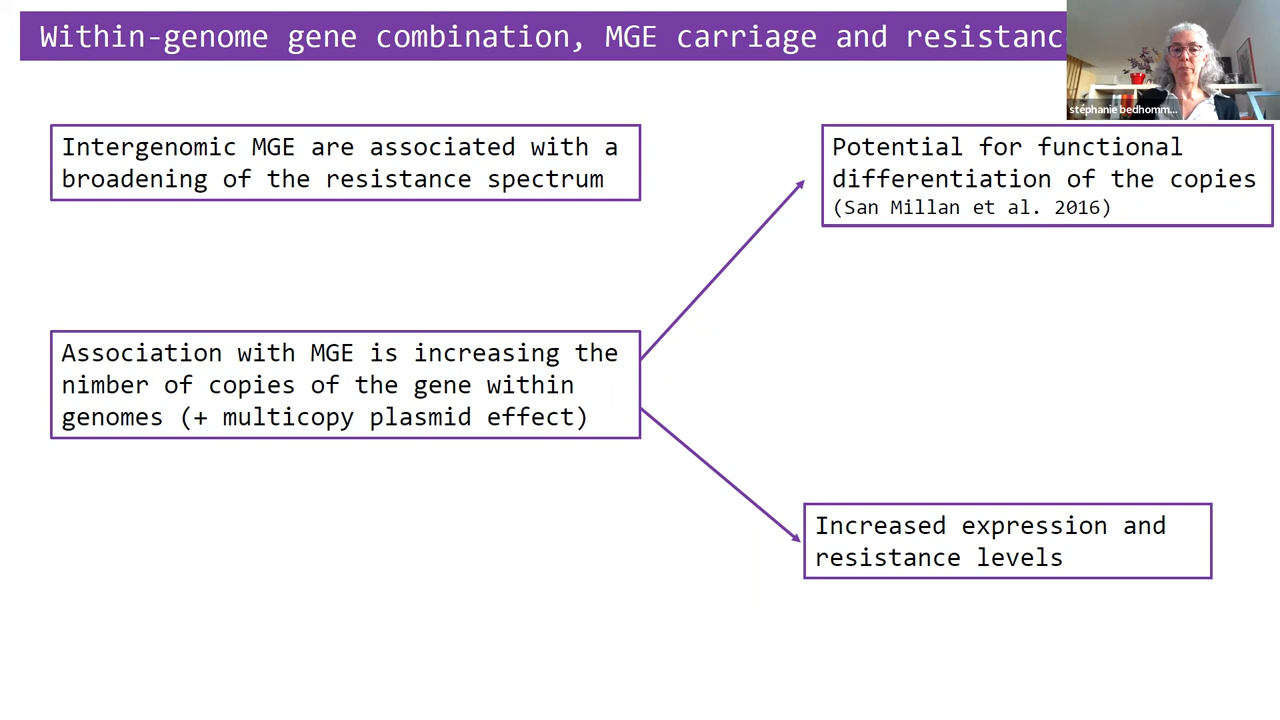 Within-genome gene combination, MGE carriage and resistanc
stéphanie bedhomm...
Intergenomic MGE are associated with a
broadening of the resistance spectrum
Potential for functional
differentiation of the copies
(San Millan et al. 2016)
Association with MGE is increasing the
nimber of copies of the gene within
genomes (+ multicopy plasmid effect)
Increased expression and
resistance levels